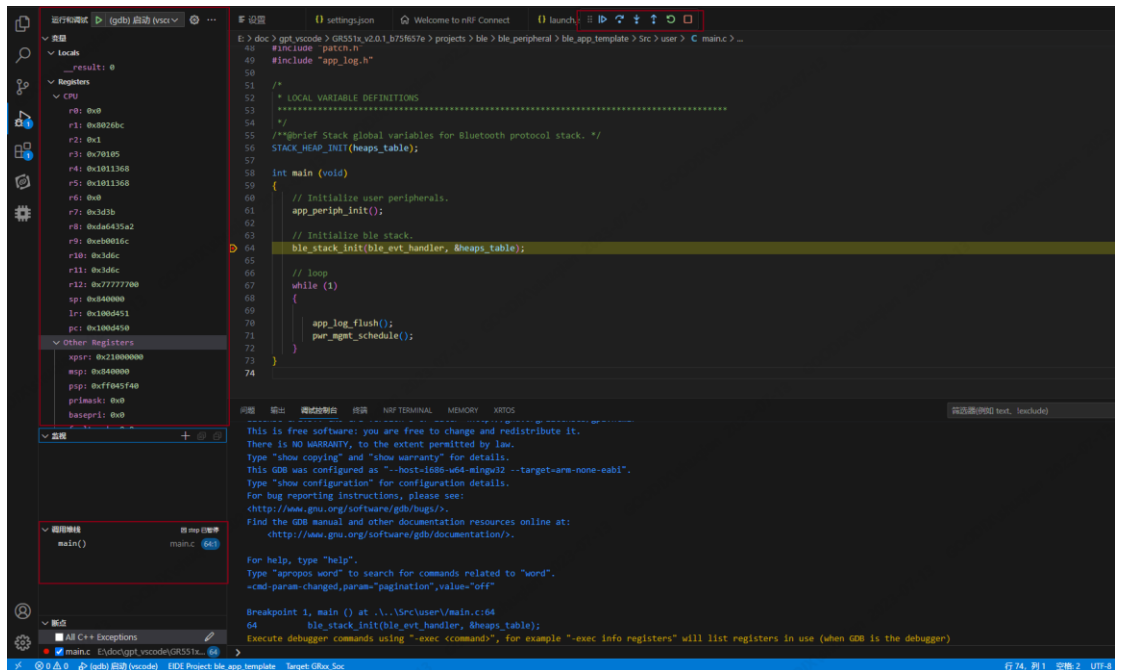 运行和调试 (gdb) 启动 (vsc
设置
settings.json
Welcome to nRF Connect
launch.
变量
Locals
__result: 0
Registers
CPU
r0: 0x0
r1: 0x8026bc
r2: 0x1
r3: 0x70105
r4: 0x1011368
r5: 0x1011368
r6: 0x0
r7: 0x3d3b
r8: 0xda6435a2
r9: 0xeb0016c
r10: 0x3d6c
r11: 0x3d6c
r12: 0x77777700
sp: 0x840000
lr: 0x100d451
pc: 0x100d450
Other Registers
xpsr: 0x21000000
msp: 0x840000
psp: 0xff045f40
primask: 0x0
basepri: 0x0
监视
调用堆栈
因 step 已暂停
main()
main.c 64:1
断点
All C++ Exceptions
main.c E:\doc\gpt_vscode\GR551x... 64
E: > doc > gpt_vscode > GR551x_v2.0.1_b75f657e > projects > ble > ble_peripheral > ble_app_template > Src > user > C main.c > ...
48 #include "patch.h"
49 #include "app_log.h"
50
51 /*
52 * LOCAL VARIABLE DEFINITIONS
53 ****************************************************************************************
54 */
55 /**@brief Stack global variables for Bluetooth protocol stack. */
56 STACK_HEAP_INIT(heaps_table);
57
58 int main (void)
59 {
60 // Initialize user peripherals.
61 app_periph_init();
62
63 // Initialize ble stack.
64 ble_stack_init(ble_evt_handler, &heaps_table);
65
66 // loop
67 while (1)
68 {
69
70 app_log_flush();
71 pwr_mgmt_schedule();
72 }
73 }
74
问题 输出 调试控制台 终端 NRF TERMINAL MEMORY XRTOS
筛选器(例如 text、!exclude)
This is free software: you are free to change and redistribute it.
There is NO WARRANTY, to the extent permitted by law.
Type "show copying" and "show warranty" for details.
This GDB was configured as "--host=i686-w64-mingw32 --target=arm-none-eabi".
Type "show configuration" for configuration details.
For bug reporting instructions, please see:
<http://www.gnu.org/software/gdb/bugs/>.
Find the GDB manual and other documentation resources online at:
<http://www.gnu.org/software/gdb/documentation/>.
For help, type "help".
Type "apropos word" to search for commands related to "word".
=cmd-param-changed,param="pagination",value="off"
Breakpoint 1, main () at .\..\Src\user\/main.c:64
64 ble_stack_init(ble_evt_handler, &heaps_table);
Execute debugger commands using "-exec <command>", for example "-exec info registers" will list registers in use (when GDB is the debugger)
>
0 0 (gdb) 启动 (vscode) EIDE Project: ble_app_template Target: GRxx_Soc
行 74，列 1 空格: 2 UTF-8